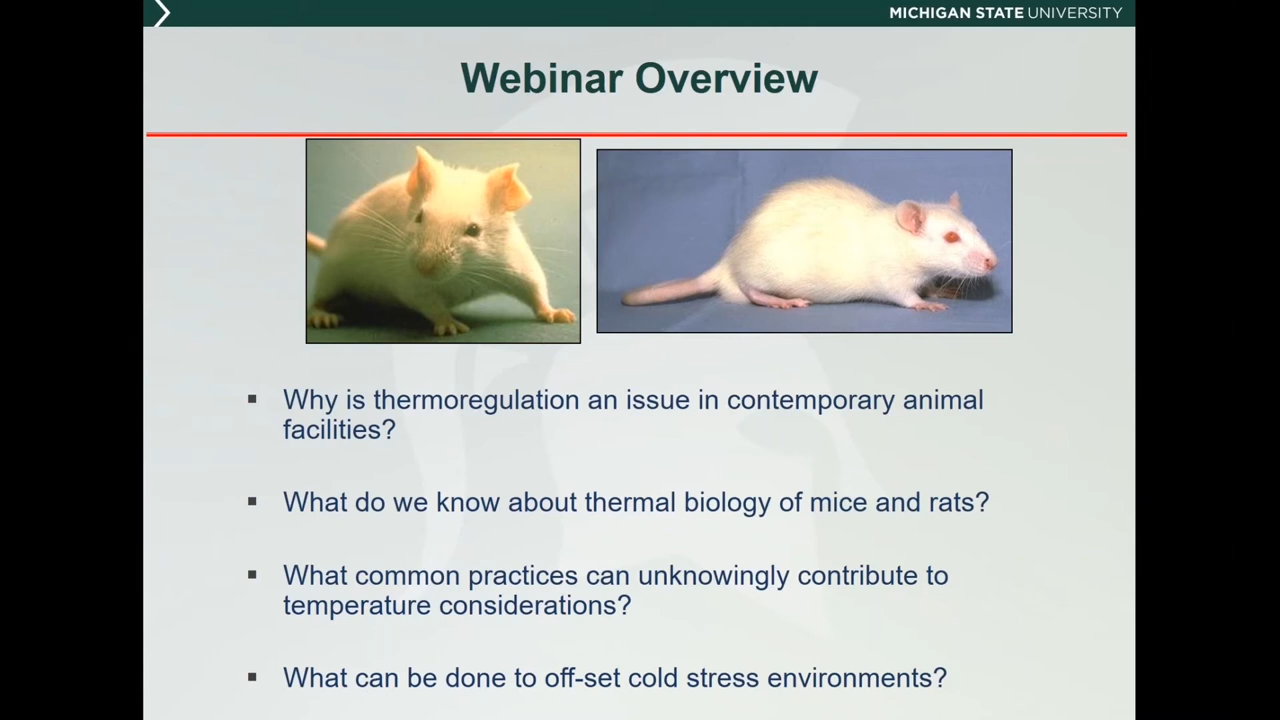 MICHIGAN STATE UNIVERSITY
Webinar Overview
▪ Why is thermoregulation an issue in contemporary animal
facilities?
▪ What do we know about thermal biology of mice and rats?
▪ What common practices can unknowingly contribute to
temperature considerations?
▪ What can be done to off-set cold stress environments?